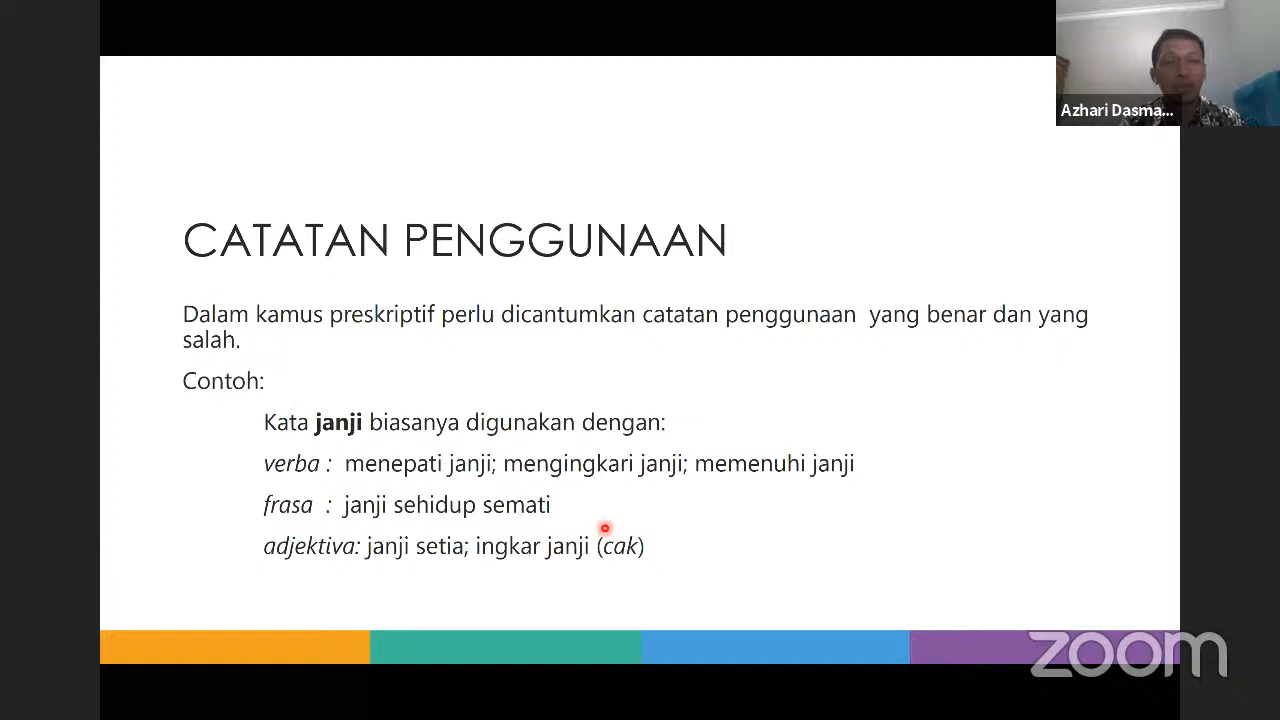 Azhari Dasma...
CATATAN PENGGUNAAN
Dalam kamus preskriptif perlu dicantumkan catatan penggunaan yang benar dan yang
salah.
Contoh:
Kata janji biasanya digunakan dengan:
verba : menepati janji; mengingkari janji; memenuhi janji
frasa : janji sehidup semati
adjektiva: janji setia; ingkar janji (cak)
zoom